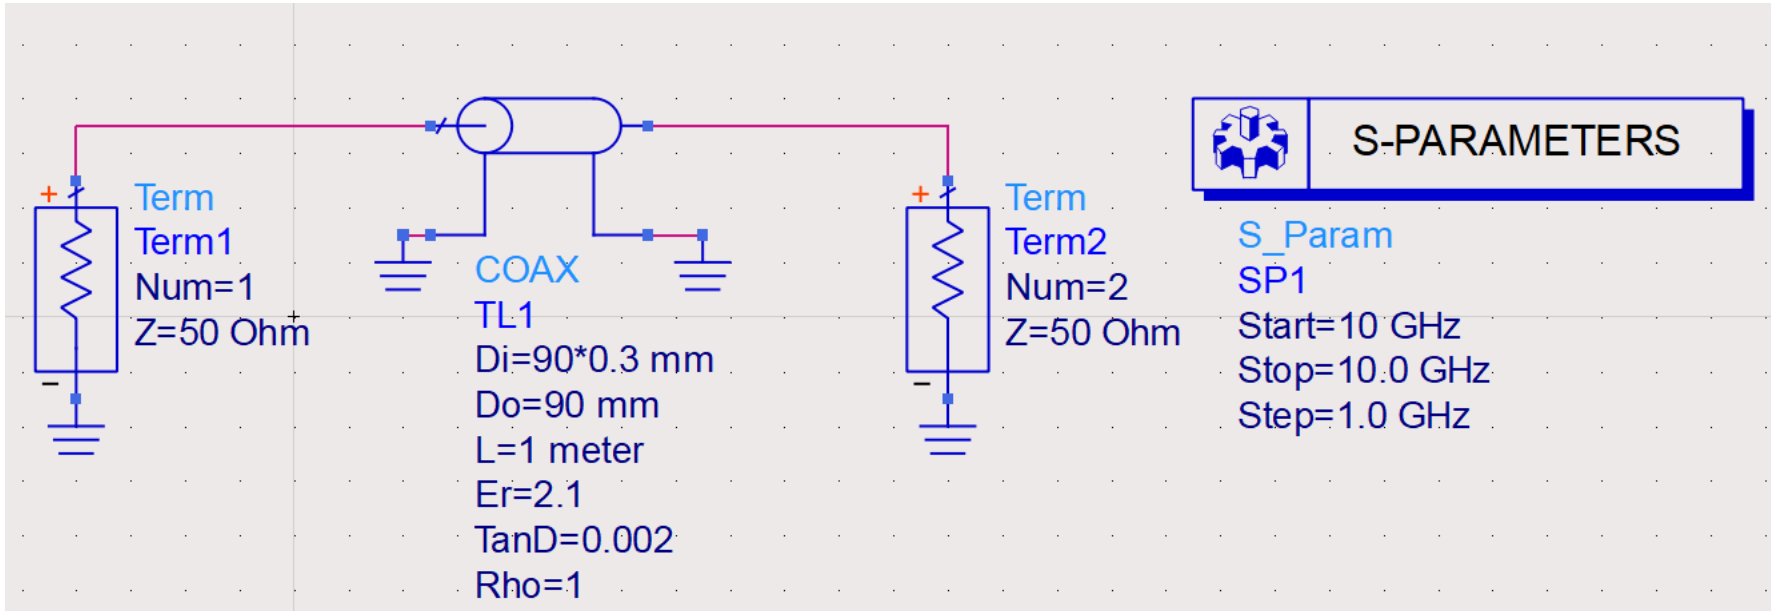 +
Term
Term1
Num=1
Z=50 Ohm
−
COAX
TL1
Di=90*0.3 mm
Do=90 mm
L=1 meter
Er=2.1
TanD=0.002
Rho=1
+
Term
Term2
Num=2
Z=50 Ohm
−
S-PARAMETERS
S_Param
SP1
Start=10 GHz
Stop=10.0 GHz
Step=1.0 GHz